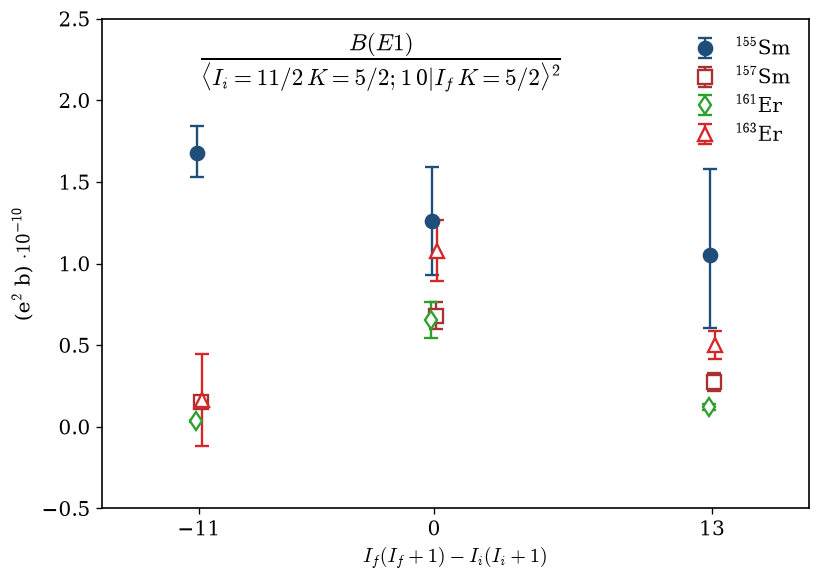 2.5
2.0
1.5
1.0
0.5
0.0
−0.5
(e² b) ·10⁻¹⁰
B(E1)
⟨I_i = 11/2 K = 5/2; 1 0|I_f K = 5/2⟩²
¹⁵⁵Sm
¹⁵⁷Sm
¹⁶¹Er
¹⁶³Er
−11 0 13
I_f(I_f + 1) − I_i(I_i + 1)